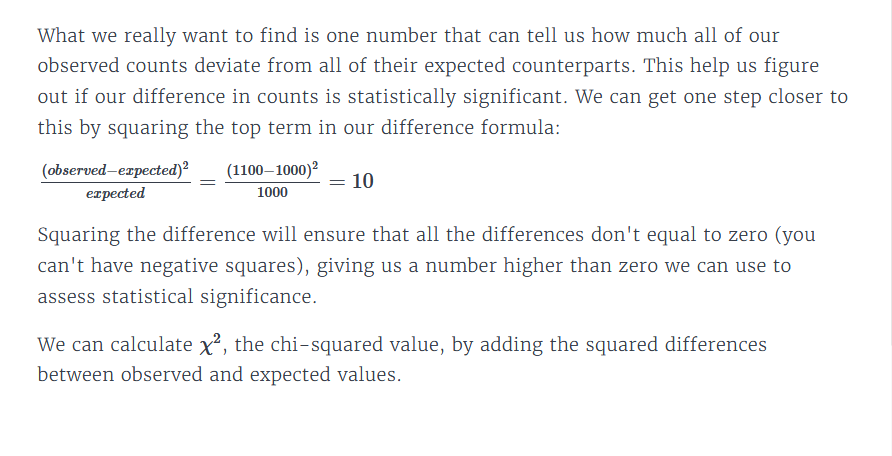 What we really want to find is one number that can tell us how much all of our
observed counts deviate from all of their expected counterparts. This help us figure
out if our difference in counts is statistically significant. We can get one step closer to
this by squaring the top term in our difference formula:
(observed−expected)²/expected = (1100−1000)²/1000 = 10
Squaring the difference will ensure that all the differences don't equal to zero (you
can't have negative squares), giving us a number higher than zero we can use to
assess statistical significance.
We can calculate χ², the chi-squared value, by adding the squared differences
between observed and expected values.